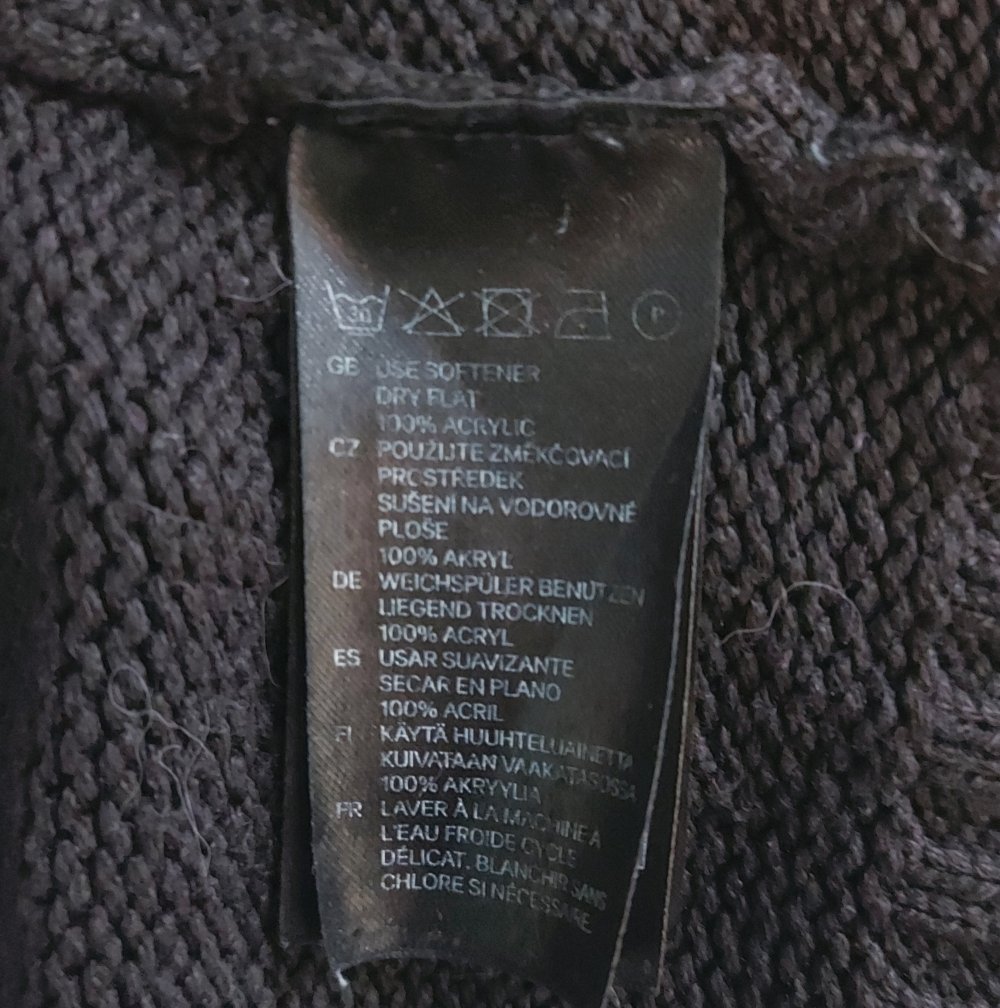 30 P
GB USE SOFTENER
DRY FLAT
100% ACRYLIC
CZ POUŽIJTE ZMĚKČOVACÍ
PROSTŘEDEK
SUŠENÍ NA VODOROVNÉ
PLOŠE
100% AKRYL
DE WEICHSPÜLER BENUTZEN
LIEGEND TROCKNEN
100% ACRYL
ES USAR SUAVIZANTE
SECAR EN PLANO
100% ACRIL
FI KÄYTÄ HUUHTELUAINETTA
KUIVATAAN VAAKATASOSSA
100% AKRYYLIA
FR LAVER À LA MACHINE À
L'EAU FROIDE CYCLE
DÉLICAT. BLANCHIR SANS
CHLORE SI NÉCESSAIRE